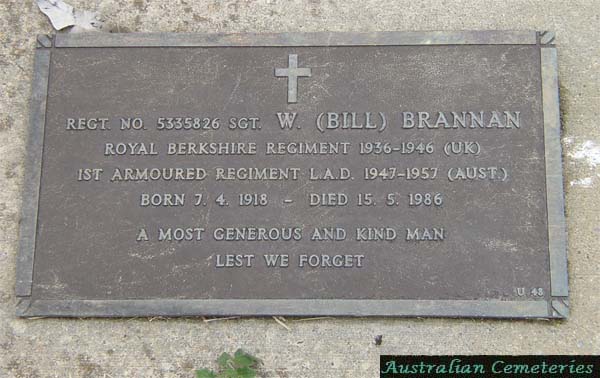 REGT. NO. 5335826 SGT. W. (BILL) BRANNAN
ROYAL BERKSHIRE REGIMENT 1936-1946 (UK)
1ST ARMOURED REGIMENT L.A.D. 1947-1957 (AUST.)
BORN 7. 4. 1918 - DIED 15. 5. 1986
A MOST GENEROUS AND KIND MAN
LEST WE FORGET
U 48
Australian Cemeteries